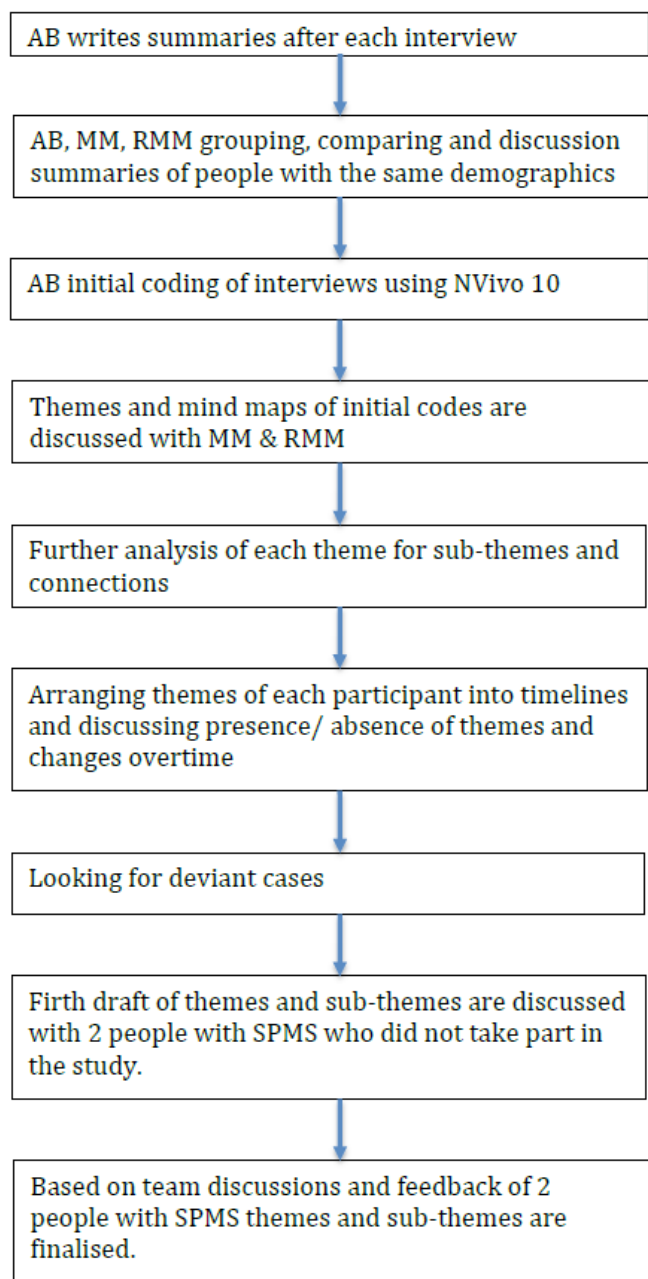 AB writes summaries after each interview
AB, MM, RMM grouping, comparing and discussion
summaries of people with the same demographics
AB initial coding of interviews using NVivo 10
Themes and mind maps of initial codes are
discussed with MM & RMM
Further analysis of each theme for sub-themes and
connections
Arranging themes of each participant into timelines
and discussing presence/ absence of themes and
changes overtime
Looking for deviant cases
Firth draft of themes and sub-themes are discussed
with 2 people with SPMS who did not take part in
the study.
Based on team discussions and feedback of 2
people with SPMS themes and sub-themes are
finalised.